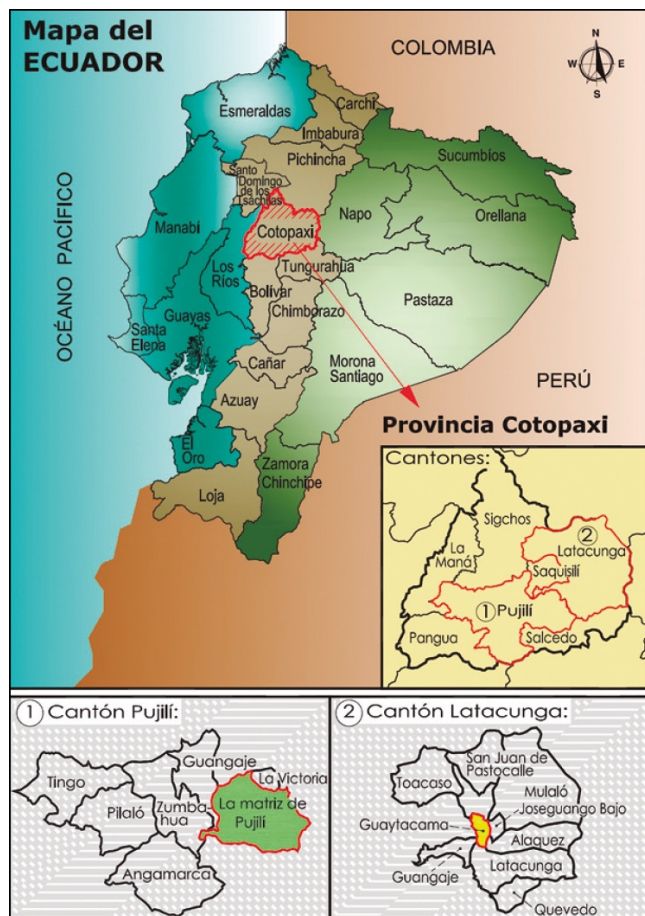 Mapa del
ECUADOR
COLOMBIA
N
W E
S
OCÉANO PACÍFICO
Esmeraldas
Carchi
Imbabura
Pichincha
Sucumbíos
Santo
Domingo
de los
Tsáchilas
Manabí
Cotopaxi
Napo
Orellana
Los
Ríos
Tungurahua
Bolívar
Pastaza
Guayas
Chimborazo
Santa
Elena
Cañar
Morona
Santiago
PERÚ
Azuay
El
Oro
Zamora
Chinchipe
Loja
Provincia Cotopaxi
Cantones:
Sigchos
2
Latacunga
La
Maná
Saquisilí
1 Pujilí
Pangua
Salcedo
1 Cantón Pujilí:
Guangaje
La Victoria
Tingo
Pilaló
Zumba-
hua
La matriz de
Pujilí
Angamarca
2 Cantón Latacunga:
San Juan de
Pastocalle
Toacaso
Mulaló
Joseguango Bajo
Guaytacama
Alaquez
Guangaje
Latacunga
Quevedo